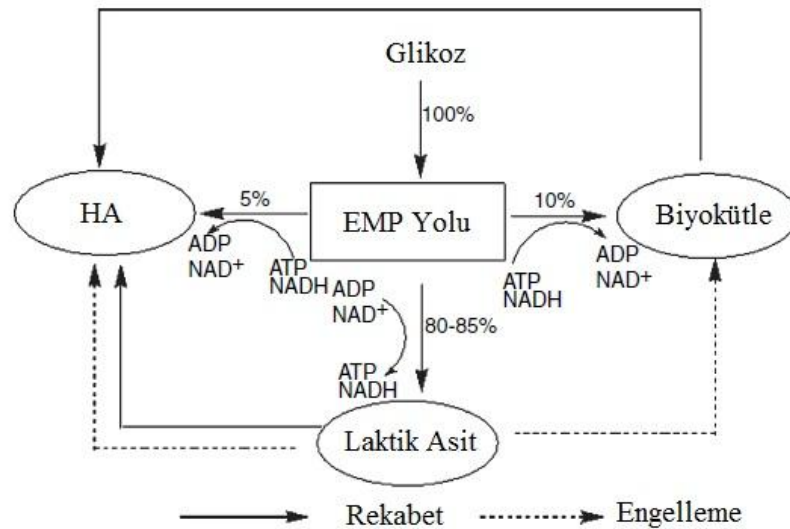 Glikoz
100%
5%
10%
HA
EMP Yolu
Biyokütle
ADP
NAD+
ATP
NADH
ADP
NAD+
ATP
NADH
ADP
NAD+
80-85%
ATP
NADH
Laktik Asit
Rekabet
Engelleme